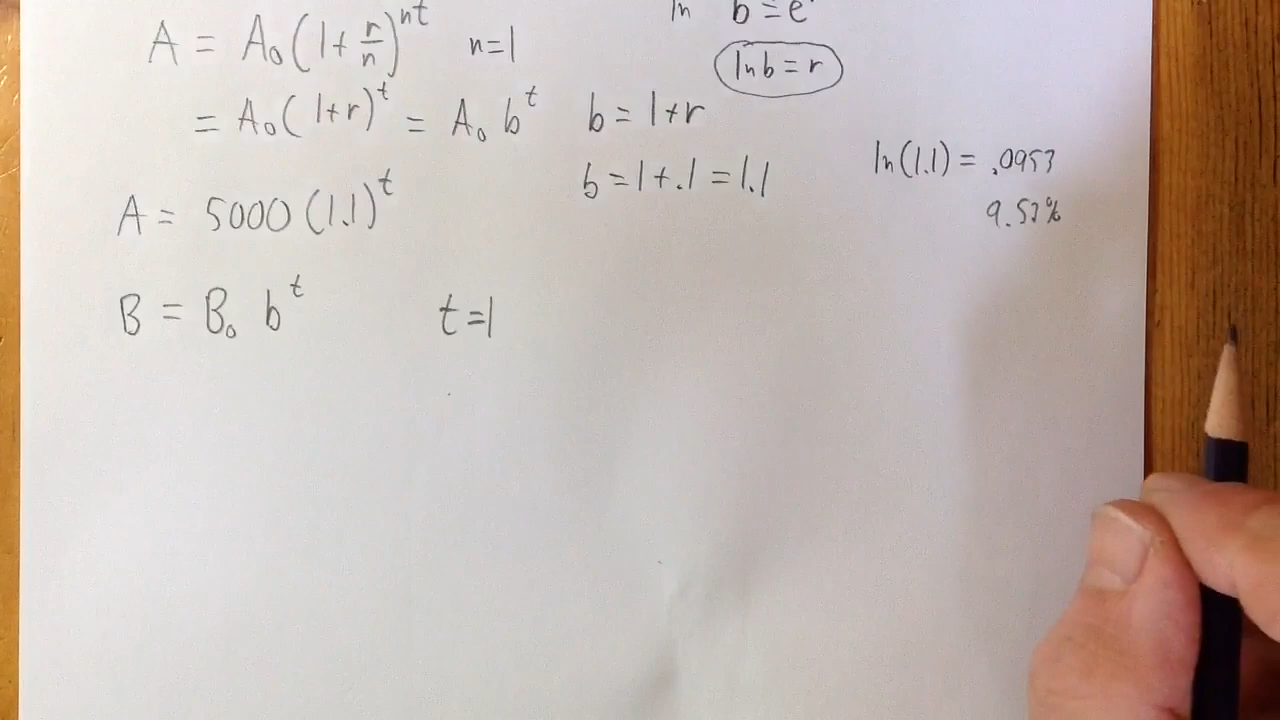 A = A₀(1+r/n)^nt n=1
= A₀(1+r)^t = A₀ b^t b = 1+r
b = 1+.1 = 1.1
A = 5000(1.1)^t
B = B₀ b^t t=1
ln b = e
ln b = r
ln(1.1) = .0953
9.53%